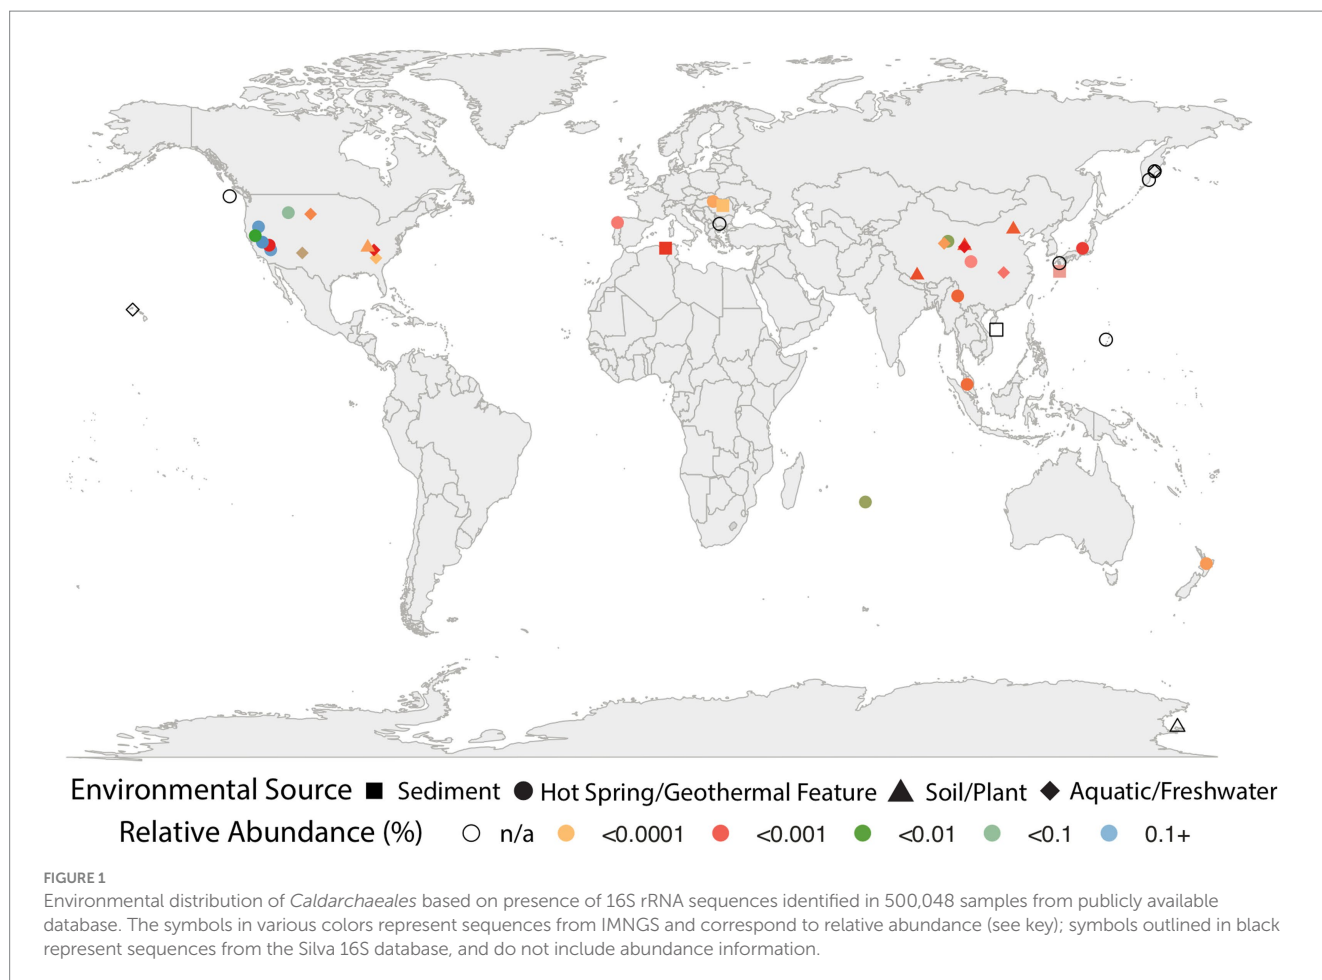 Environmental Source Sediment Hot Spring/Geothermal Feature Soil/Plant Aquatic/Freshwater
Relative Abundance (%) n/a <0.0001 <0.001 <0.01 <0.1 0.1+
FIGURE 1
Environmental distribution of Caldarchaeales based on presence of 16S rRNA sequences identified in 500,048 samples from publicly available
database. The symbols in various colors represent sequences from IMNGS and correspond to relative abundance (see key); symbols outlined in black
represent sequences from the Silva 16S database, and do not include abundance information.